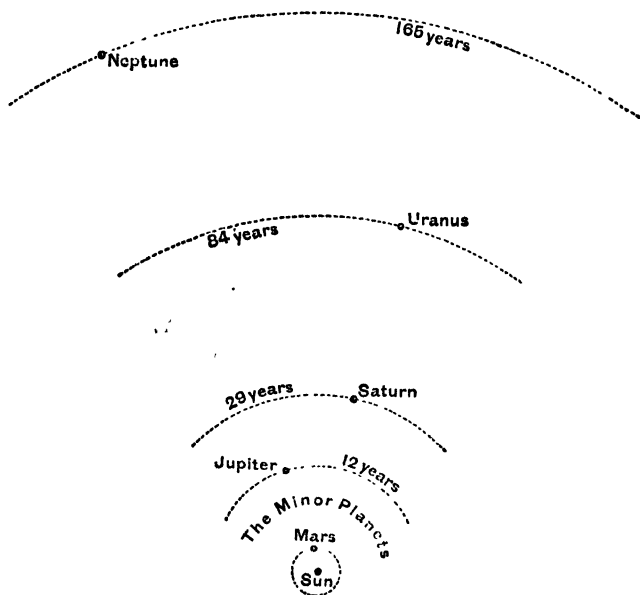 165 years
Neptune
Uranus
84 years
Saturn
29 years
Jupiter
12 years
The Minor Planets
Mars
Sun